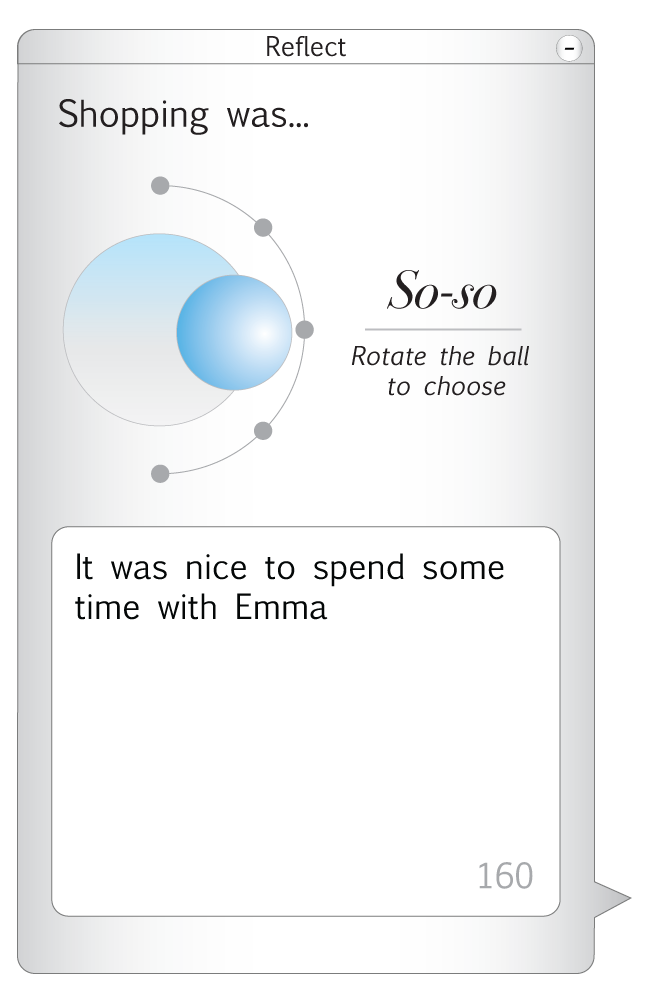 Reflect
-
Shopping was...
So-so
Rotate the ball
to choose
It was nice to spend some
time with Emma
160